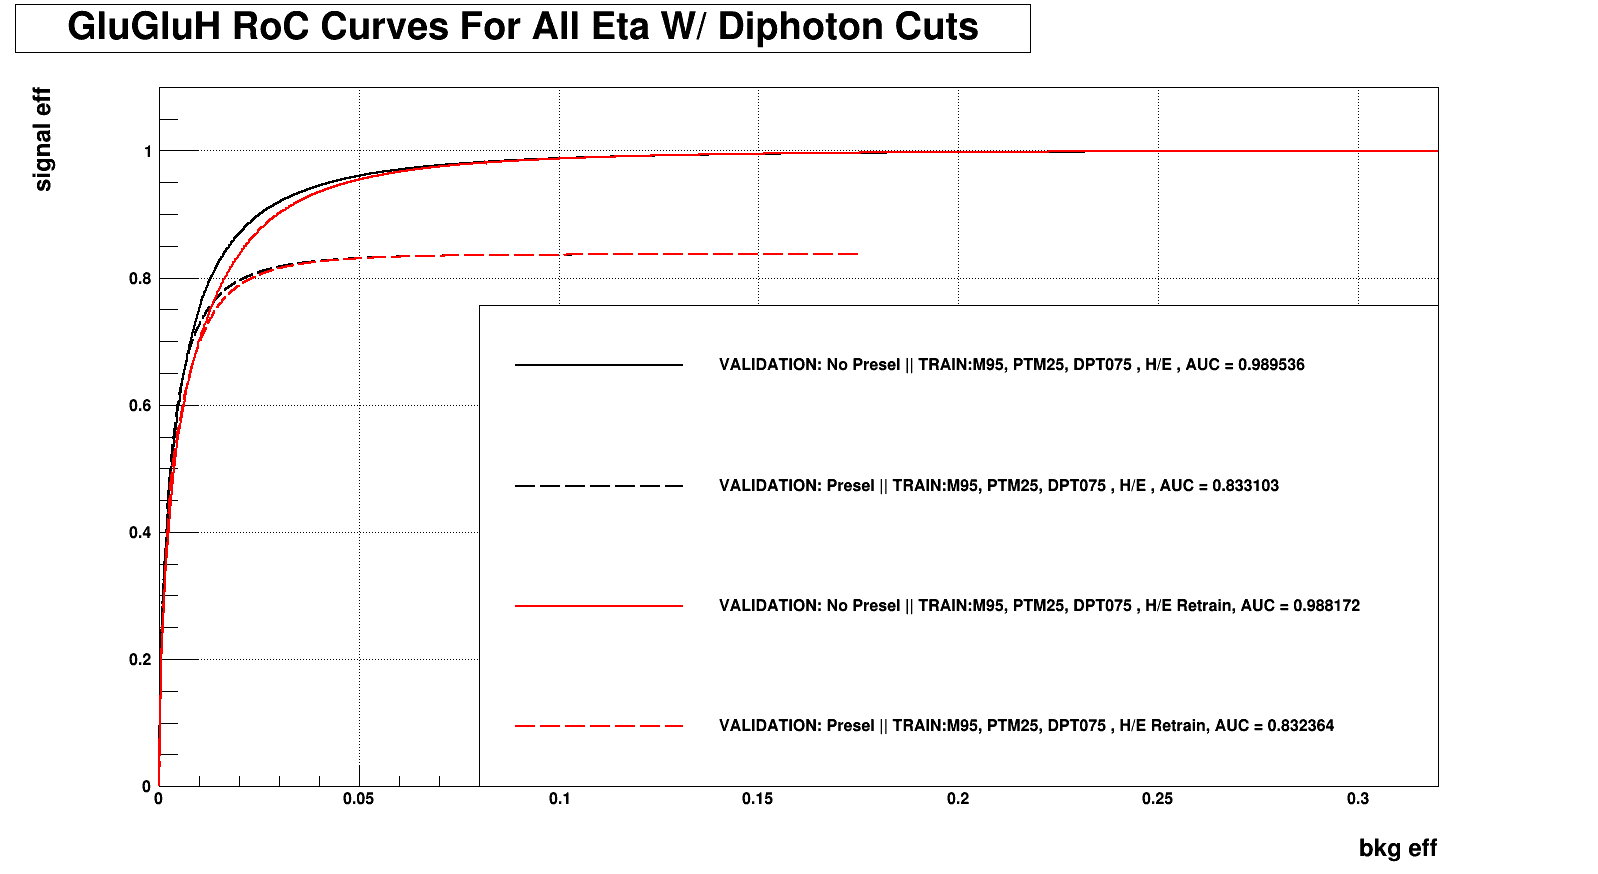 GluGluH RoC Curves For All Eta W/ Diphoton Cuts
signal eff
1
0.8
0.6
0.4
0.2
0
VALIDATION: No Presel || TRAIN:M95, PTM25, DPT075 , H/E , AUC = 0.989536
VALIDATION: Presel || TRAIN:M95, PTM25, DPT075 , H/E , AUC = 0.833103
VALIDATION: No Presel || TRAIN:M95, PTM25, DPT075 , H/E Retrain, AUC = 0.988172
VALIDATION: Presel || TRAIN:M95, PTM25, DPT075 , H/E Retrain, AUC = 0.832364
0 0.05 0.1 0.15 0.2 0.25 0.3
bkg eff